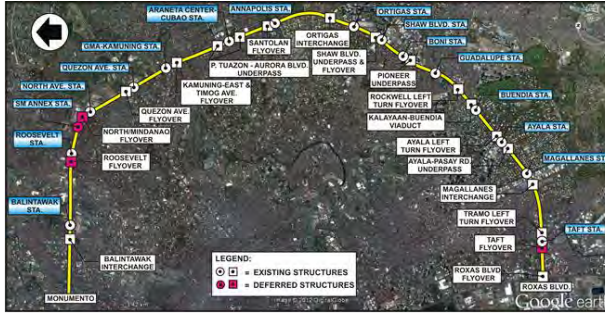 ARANETA CENTER-
CUBAO STA.
ANNAPOLIS STA.
ORTIGAS STA.
SHAW BLVD. STA.
BONI STA.
GUADALUPE STA.
GMA-KAMUNING STA.
QUEZON AVE. STA.
NORTH AVE. STA.
SM ANNEX STA.
ROOSEVELT
STA.
BALINTAWAK
STA.
BUENDIA STA.
AYALA STA.
MAGALLANES ST
TAFT STA.
SANTOLAN
FLYOVER
ORTIGAS
INTERCHANGE
SHAW BLVD.
UNDERPASS
& FLYOVER
P. TUAZON - AURORA BLVD
UNDERPASS
PIONEER
UNDERPASS
KAMUNING-EAST &
TIMOG AVE.
FLYOVER
ROCKWELL LEFT
TURN FLYOVER
QUEZON AVE.
FLYOVER
KALAYAAN-BUENDIA
VIADUCT
NORTH/MINDANAO
FLYOVER
AYALA LEFT
TURN FLYOVER
ROOSEVELT
FLYOVER
AYALA-PASAY RD.
UNDERPASS
MAGALLANES
INTERCHANGE
TRAMO LEFT
TURN FLYOVER
TAFT
FLYOVER
BALINTAWAK
INTERCHANGE
ROXAS BLVD
FLYOVER
MONUMENTO
ROXAS BLVD.
LEGEND:
= EXISTING STRUCTURES
= DEFERRED STRUCTURES
Google eart